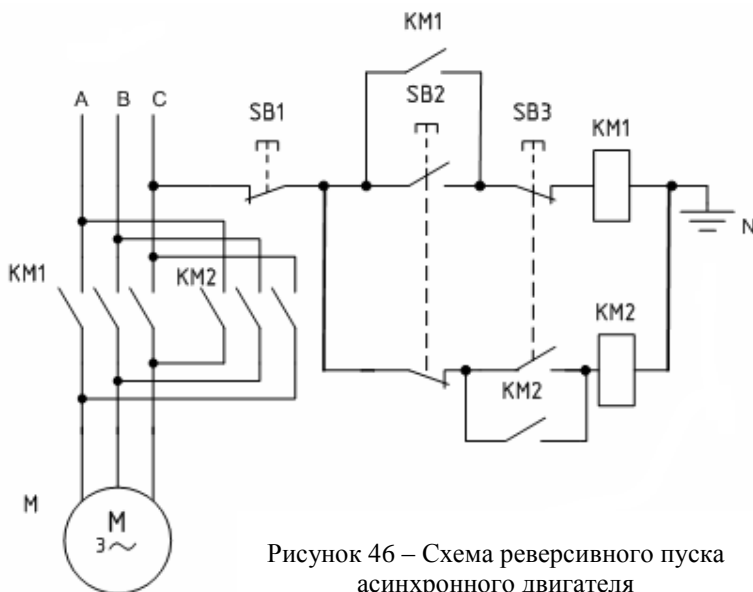 KM1
A B C
SB1 SB2 SB3 KM1
N
KM1 KM2
KM2
KM2
M
M
3~
Рисунок 46 – Схема реверсивного пуска
асинхронного двигателя